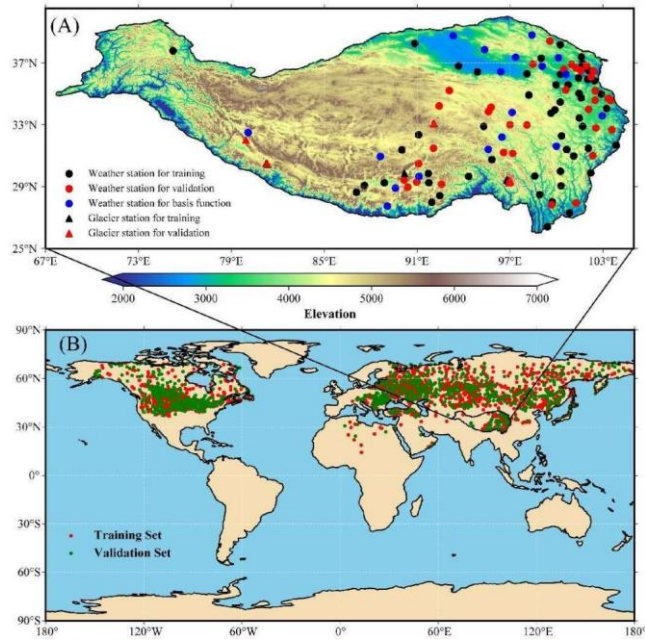 (A)
37°N
33°N
29°N
25°N
Weather station for training
Weather station for validation
Weather station for basis function
Glacier station for training
Glacier station for validation
67°E 73°E 79°E 85°E 91°E 97°E 103°E
2000 3000 4000 5000 6000 7000
Elevation
(B)
90°N
60°N
30°N
0°
30°S
60°S
90°S
Training Set
Validation Set
180°W 120°W 60°W 0° 60°E 120°E 180°